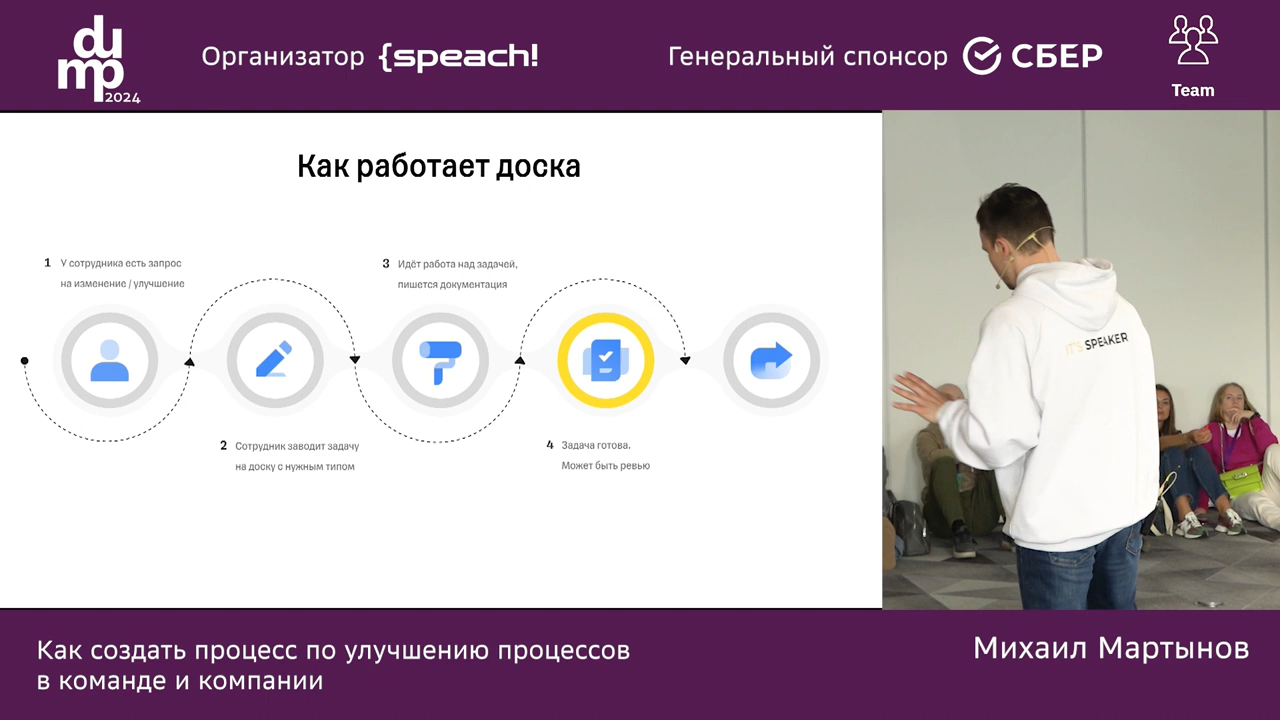 dump
2024
Организатор {speach!
Генеральный спонсор СБЕР
Team
Как работает доска
1 У сотрудника есть запрос
на изменение / улучшение
3 Идёт работа над задачей,
пишется документация
2 Сотрудник заводит задачу
на доску с нужным типом
4 Задача готова.
Может быть ревью
IT'S SPEAKER
Как создать процесс по улучшению процессов
в команде и компании
Михаил Мартынов